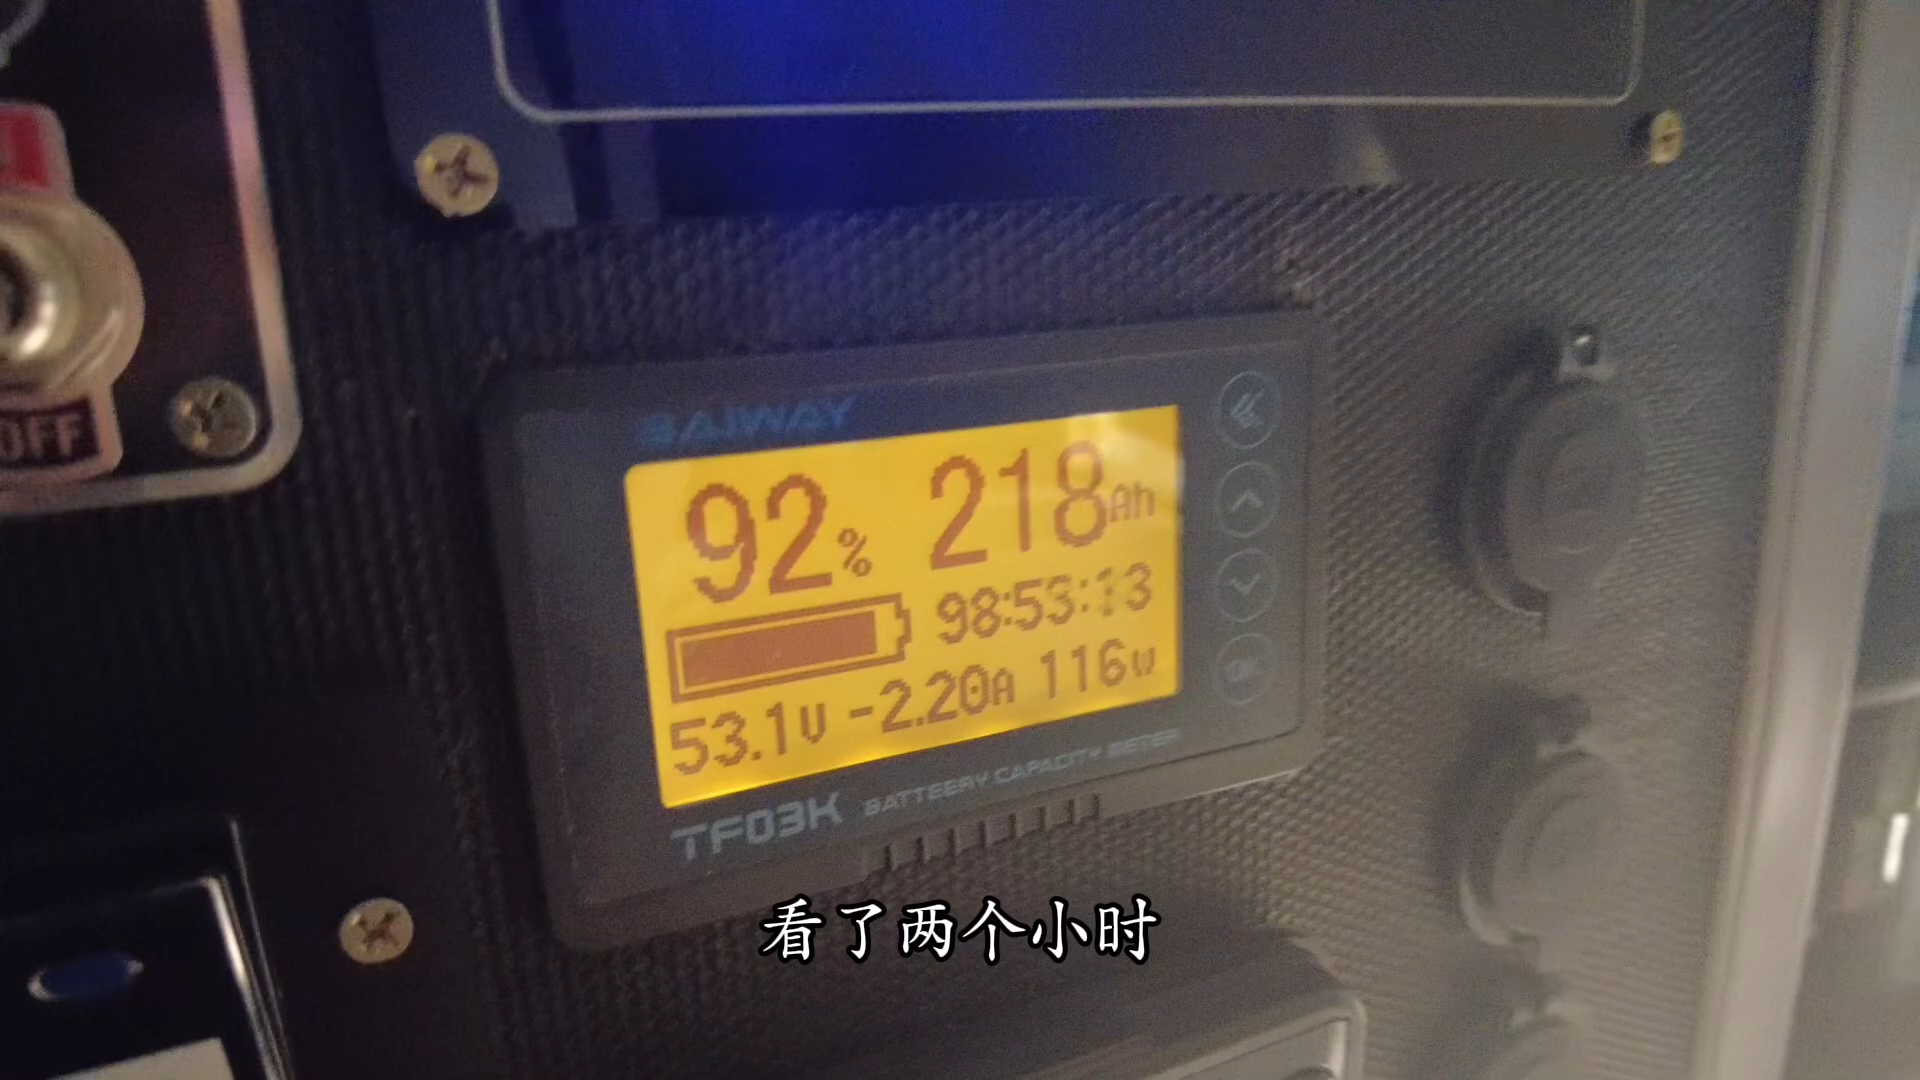 OFF
BAIWAY
92% 218Ah
98:53:13
53.1V -2.20A 116W
TF03K BATTEERY CAPACITY METER
看了两个小时